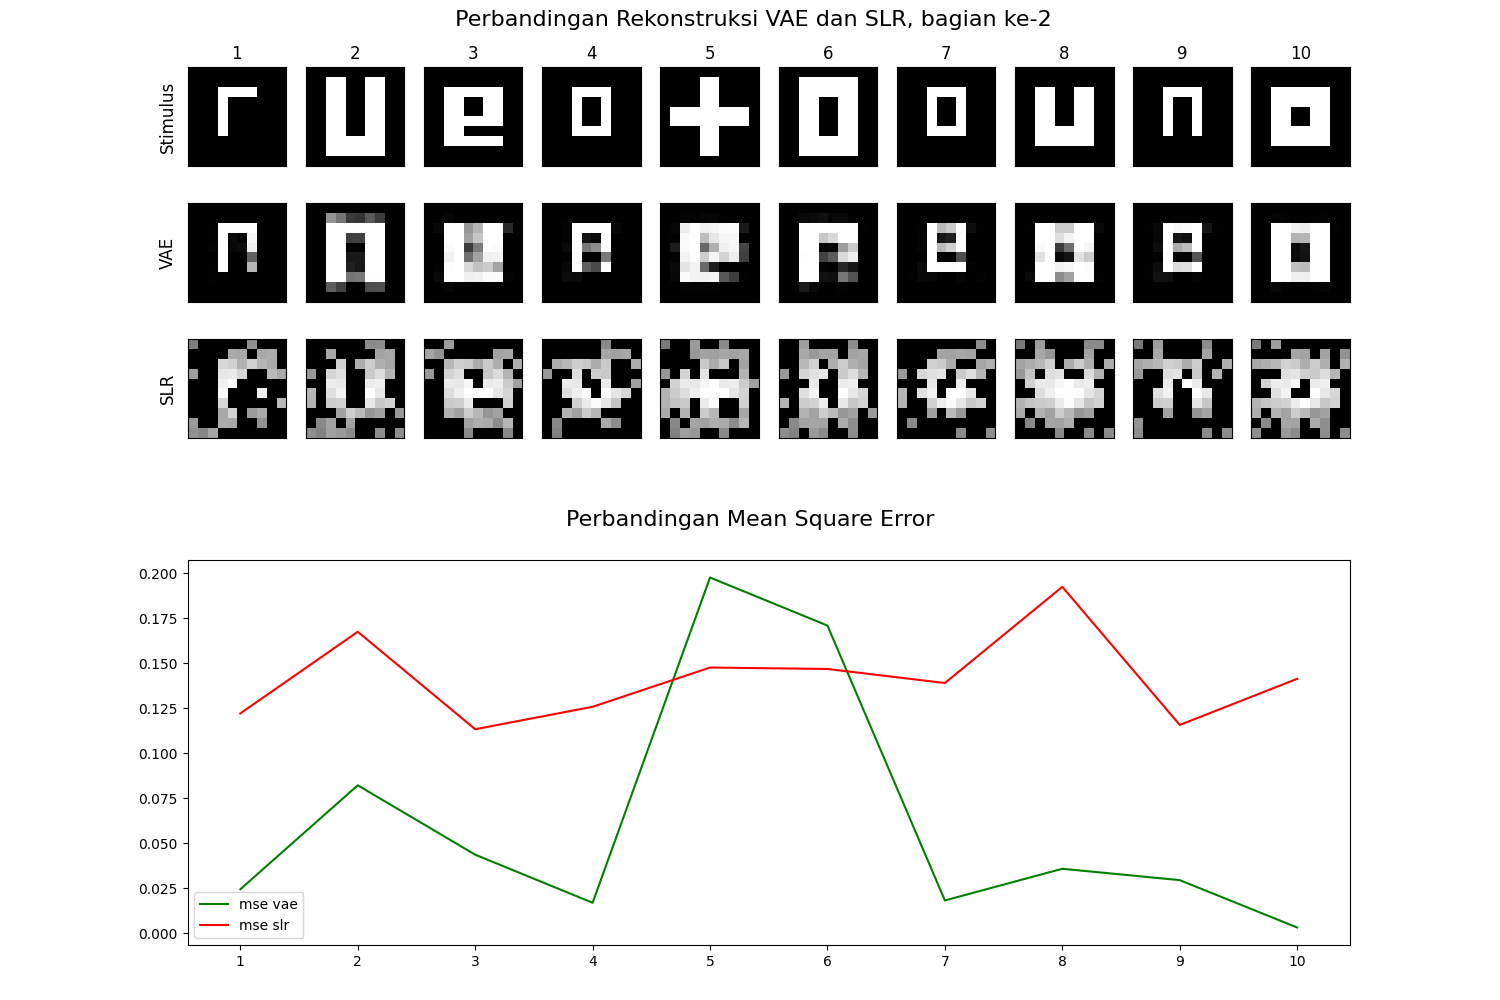 Perbandingan Rekonstruksi VAE dan SLR, bagian ke-2
1 2 3 4 5 6 7 8 9 10
Stimulus
VAE
SLR
Perbandingan Mean Square Error
0.200
0.175
0.150
0.125
0.100
0.075
0.050
0.025
0.000
mse vae
mse slr
1 2 3 4 5 6 7 8 9 10